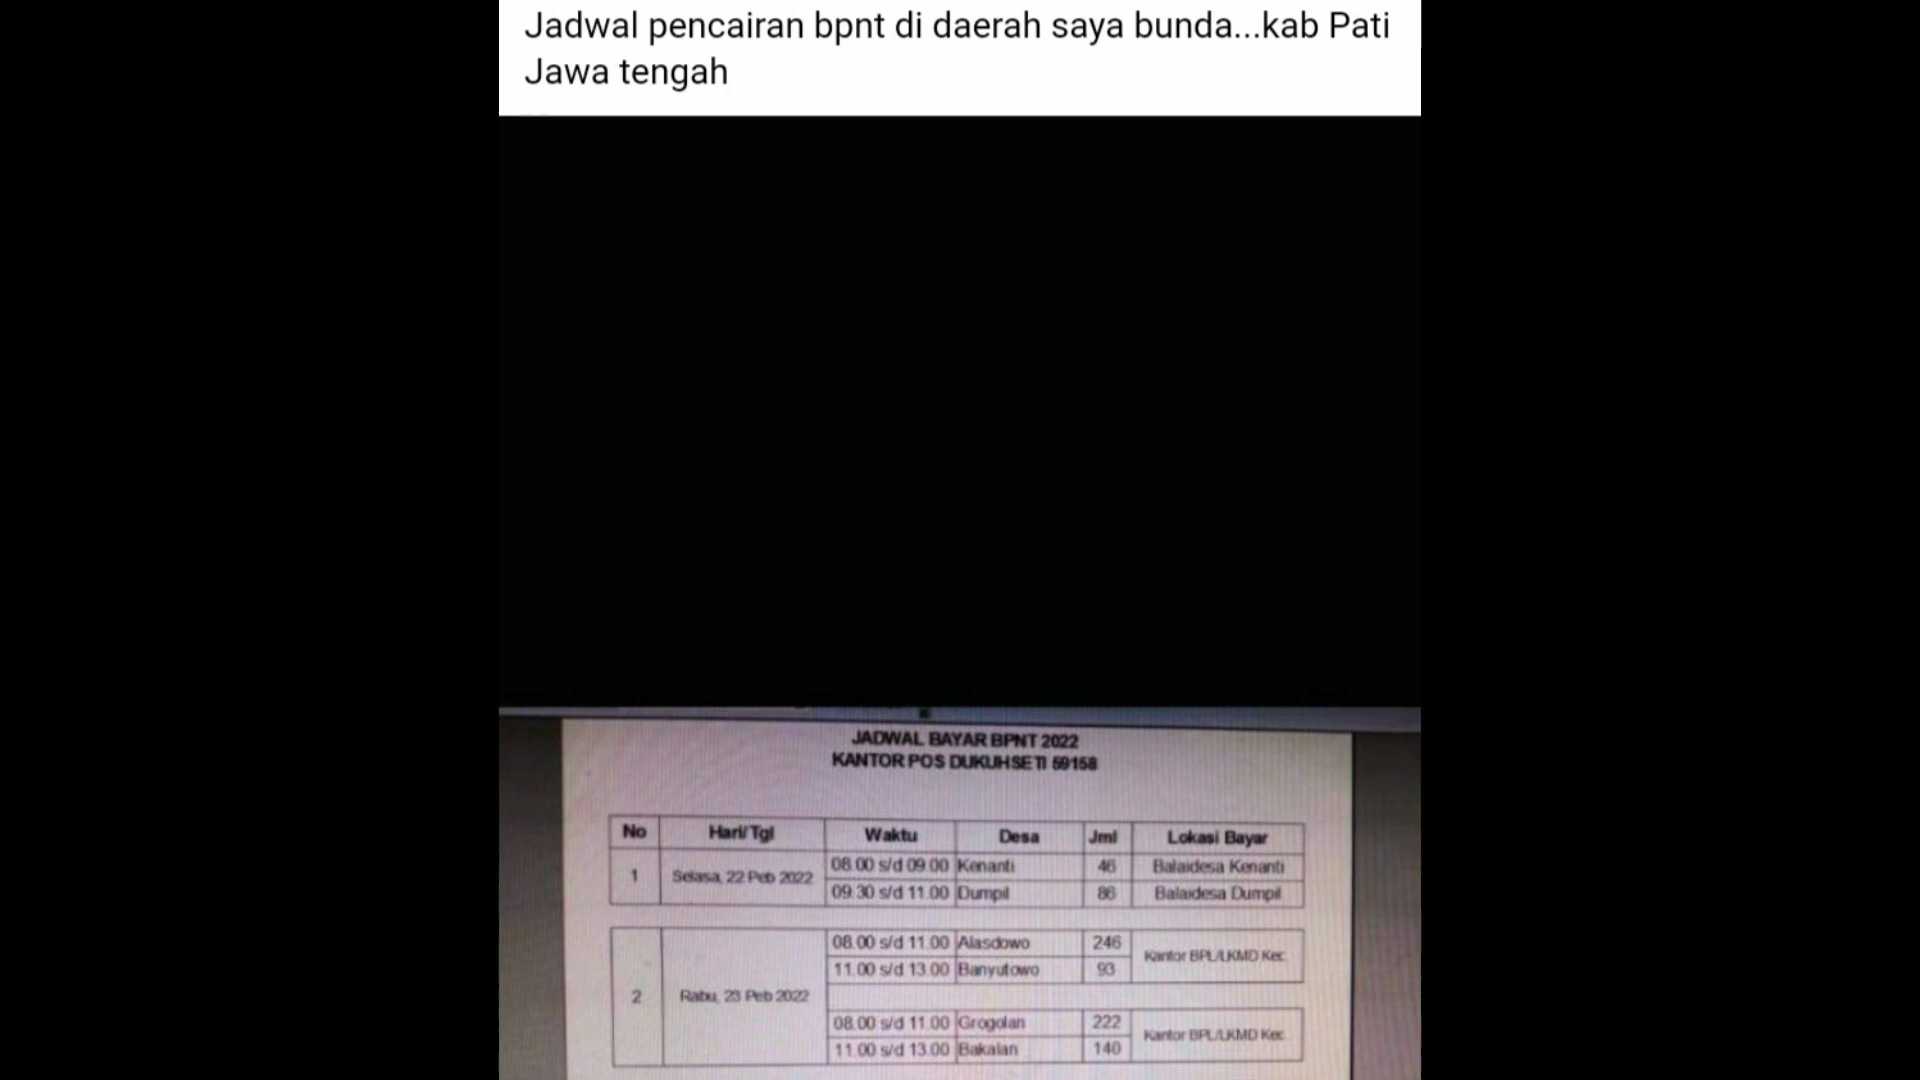 Jadwal pencairan bpnt di daerah saya bunda...kab Pati
Jawa tengah
JADWAL BAYAR BPNT 2022
KANTOR POS DUKUHSETI 59158
No Hari/Tgl Waktu Desa Jml Lokasi Bayar
1 Selasa, 22 Peb 2022 08.00 s/d 09.00 Kenanti 46 Balaidesa Kenanti
09.30 s/d 11.00 Dumpil 86 Balaidesa Dumpil
2 Rabu, 23 Peb 2022 08.00 s/d 11.00 Alasdowo 246 Kantor BPL/LKMD Kec.
11.00 s/d 13.00 Banyutowo 93
08.00 s/d 11.00 Grogolan 222 Kantor BPL/LKMD Kec.
11.00 s/d 13.00 Bakalan 140